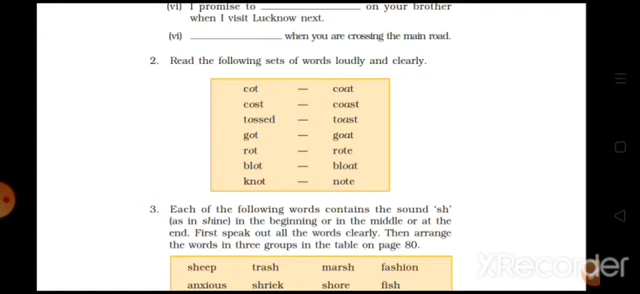 (vi) I promise to ____________________ on your brother
when I visit Lucknow next.
(vi) __________________ when you are crossing the main road.
2. Read the following sets of words loudly and clearly.
cot — coat
cost — coast
tossed — toast
got — goat
rot — rote
blot — bloat
knot — note
3. Each of the following words contains the sound ‘sh’
(as in shine) in the beginning or in the middle or at the
end. First speak out all the words clearly. Then arrange
the words in three groups in the table on page 80.
sheep trash marsh fashion
anxious shriek shore fish
XRecorder